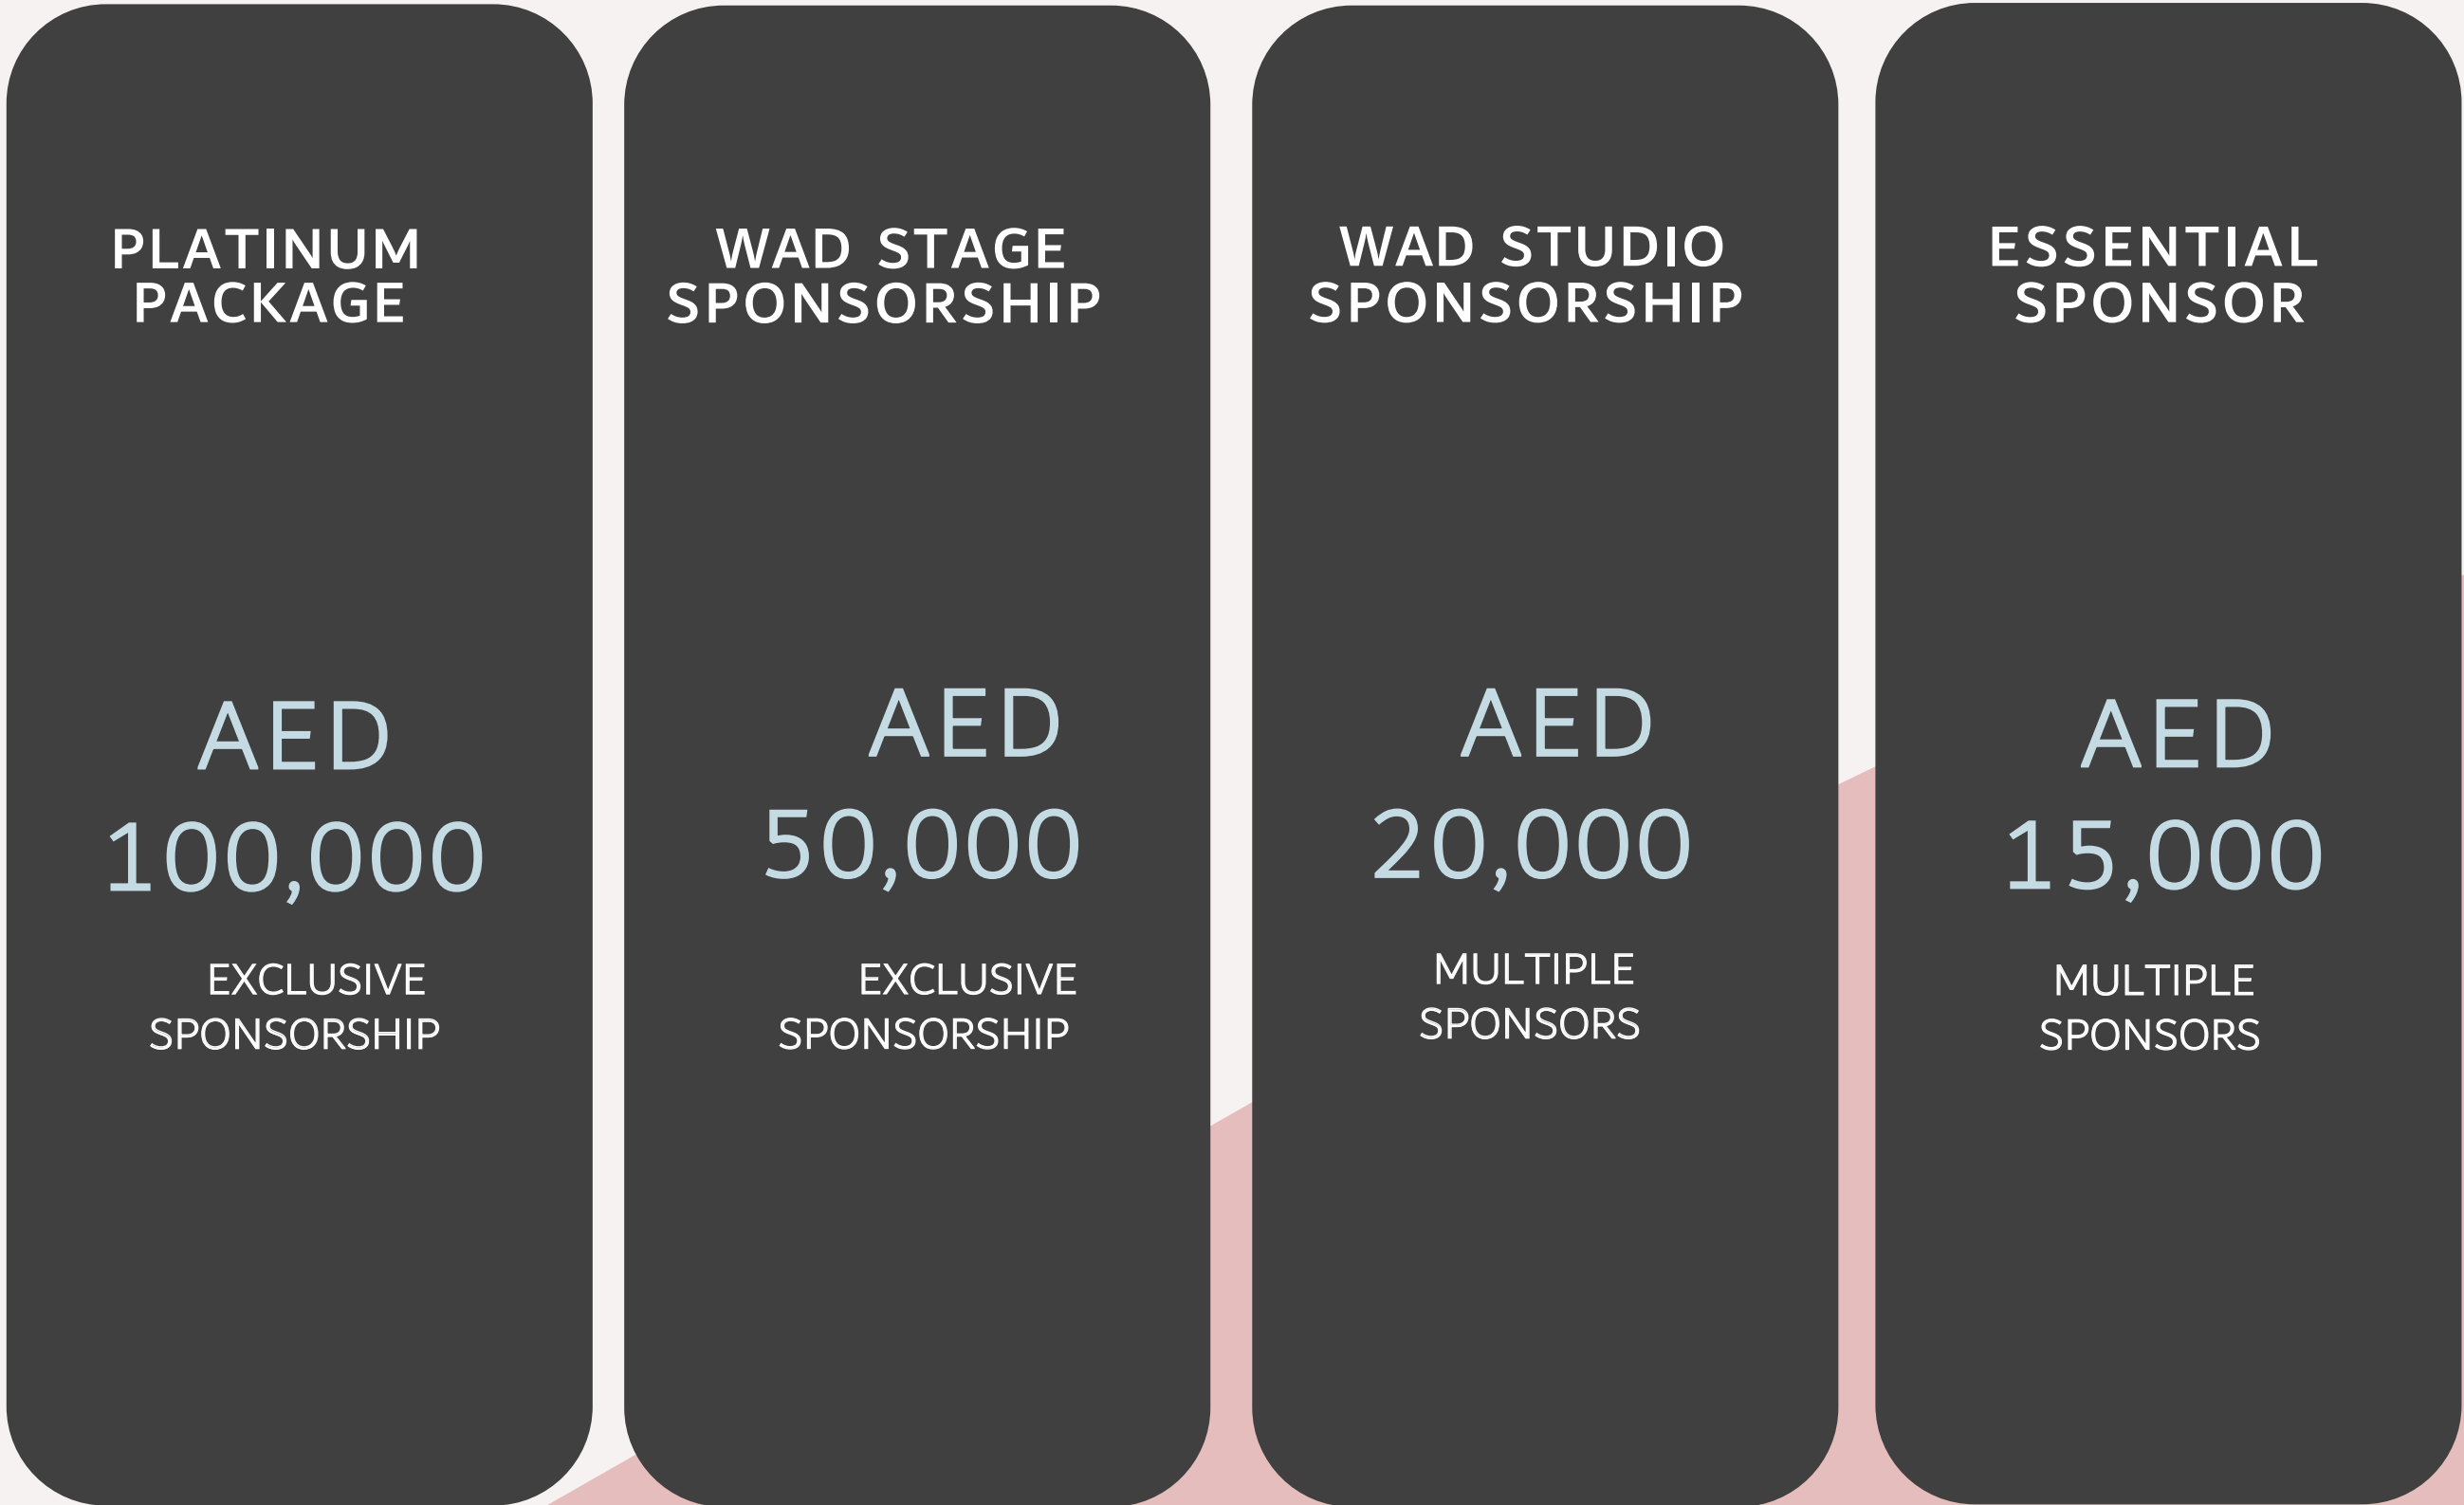 PLATINUM
PACKAGE
AED
100,000
EXCLUSIVE
SPONSORSHIP
WAD STAGE
SPONSORSHIP
AED
50,000
EXCLUSIVE
SPONSORSHIP
WAD STUDIO
SPONSORSHIP
AED
20,000
MULTIPLE
SPONSORS
ESSENTIAL
SPONSOR
AED
15,000
MULTIPLE
SPONSORS